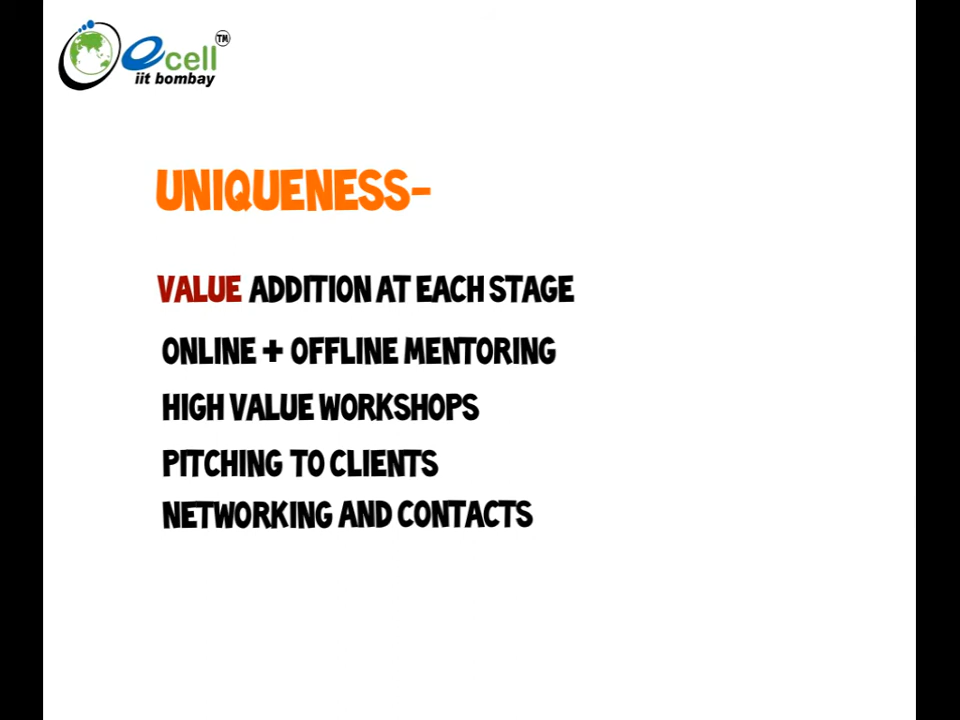 ecell TM
iit bombay
UNIQUENESS-
VALUE ADDITION AT EACH STAGE
ONLINE + OFFLINE MENTORING
HIGH VALUE WORKSHOPS
PITCHING TO CLIENTS
NETWORKING AND CONTACTS